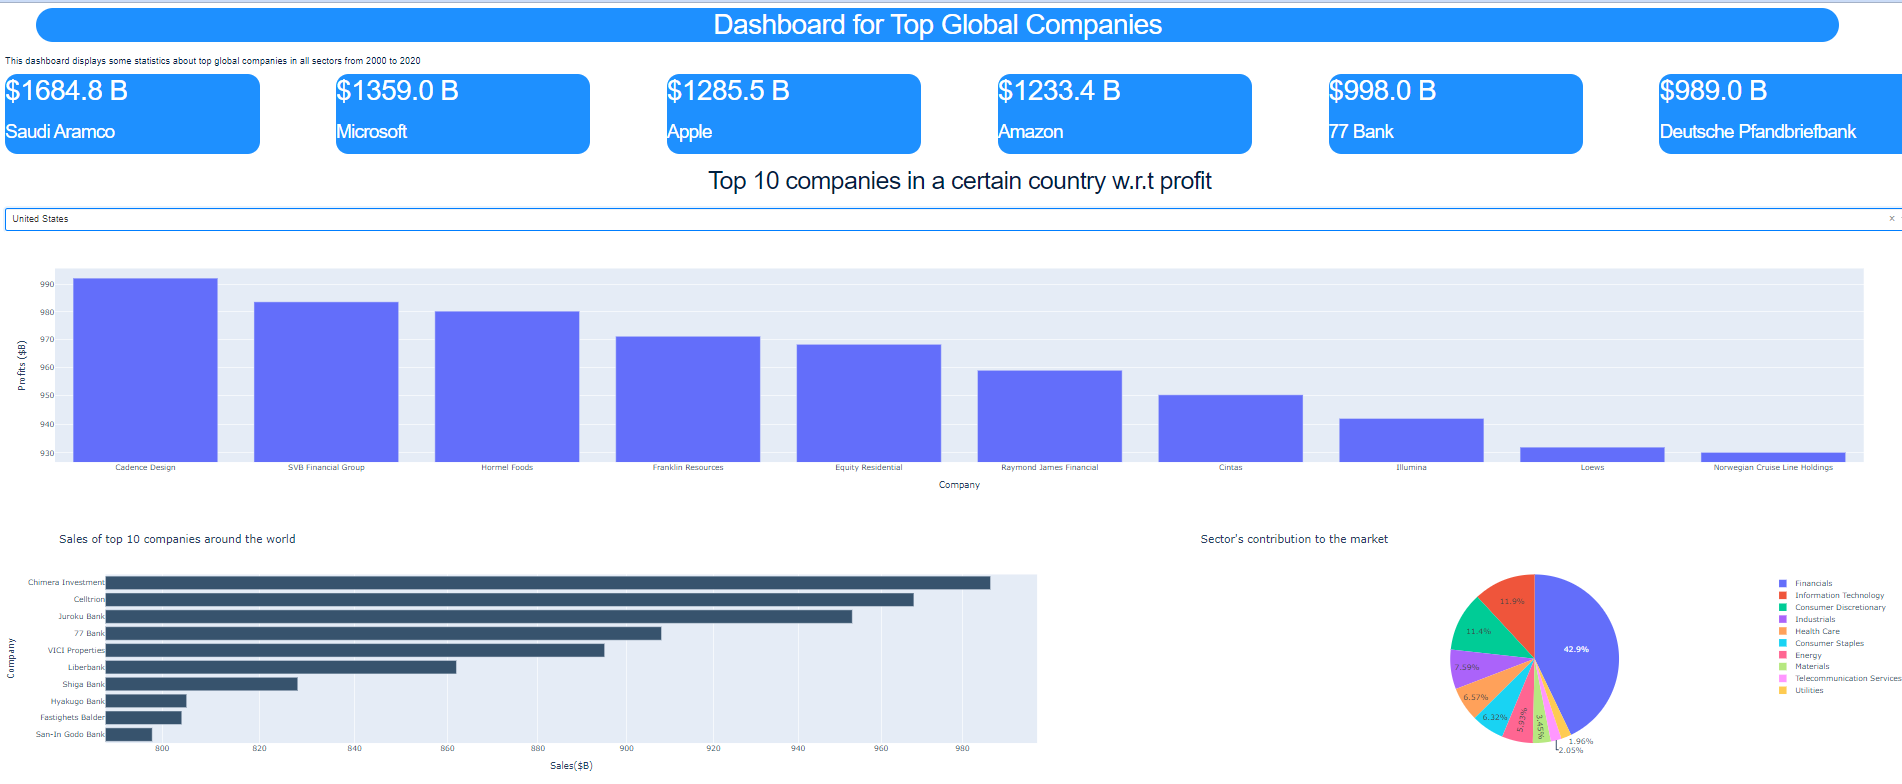 Dashboard for Top Global Companies
This dashboard displays some statistics about top global companies in all sectors from 2000 to 2020
$1684.8 B
Saudi Aramco
$1359.0 B
Microsoft
$1285.5 B
Apple
$1233.4 B
Amazon
$998.0 B
77 Bank
$989.0 B
Deutsche Pfandbriefbank
Top 10 companies in a certain country w.r.t profit
United States
×
Profits ($B)
990
980
970
960
950
940
930
Cadence Design
SVB Financial Group
Hormel Foods
Franklin Resources
Equity Residential
Raymond James Financial
Cintas
Illumina
Loews
Norwegian Cruise Line Holdings
Company
Sales of top 10 companies around the world
Company
Chimera Investment
Celltrion
Juroku Bank
77 Bank
VICI Properties
Liberbank
Shiga Bank
Hyakugo Bank
Fastighets Balder
San-In Godo Bank
800
820
840
860
880
900
920
940
960
980
Sales($B)
Sector's contribution to the market
42.9%
11.9%
11.4%
7.59%
6.57%
6.32%
5.93%
3.45%
2.05%
1.96%
Financials
Information Technology
Consumer Discretionary
Industrials
Health Care
Consumer Staples
Energy
Materials
Telecommunication Services
Utilities